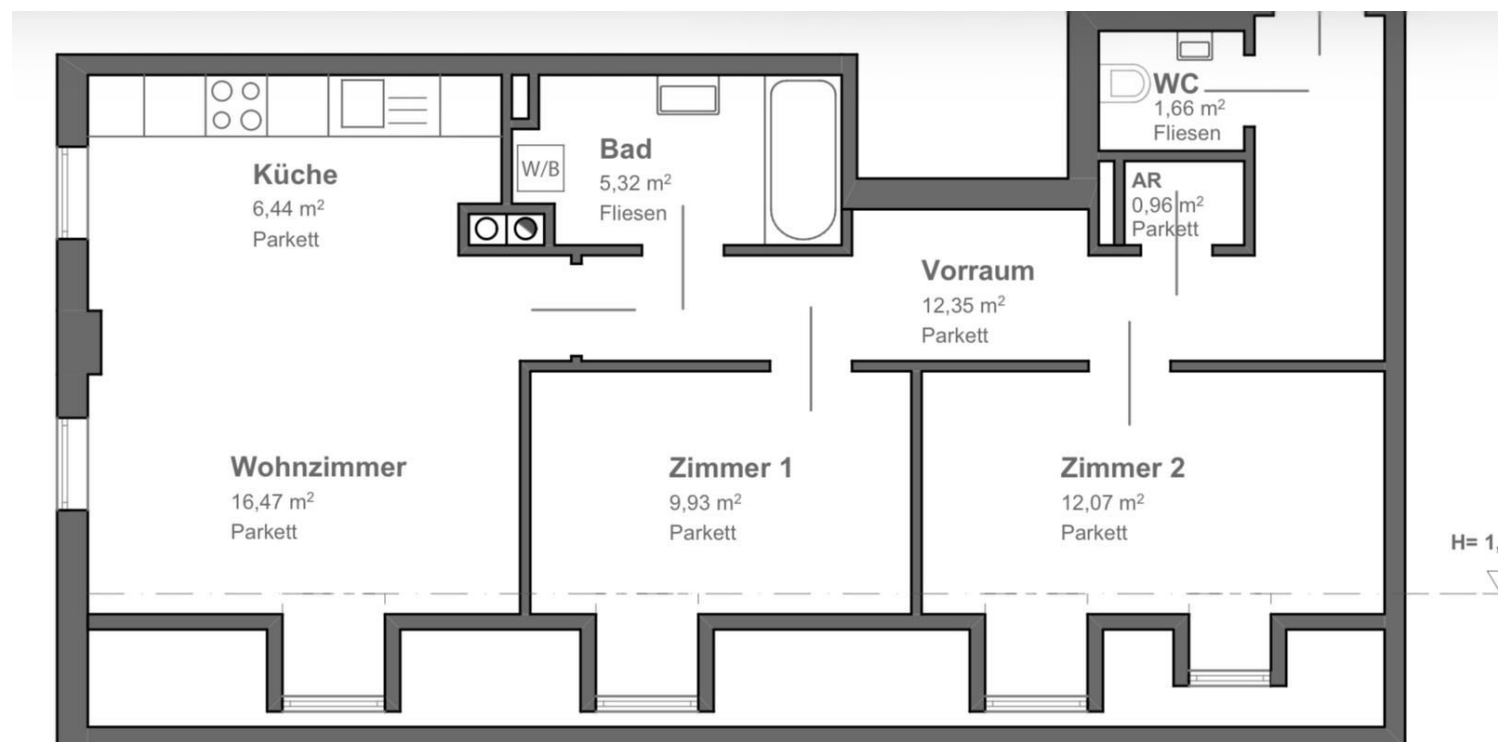 WC
1,66 m²
Fliesen
Bad
5,32 m²
Fliesen
W/B
Küche
6,44 m²
Parkett
AR
0,96 m²
Parkett
Vorraum
12,35 m²
Parkett
Wohnzimmer
16,47 m²
Parkett
Zimmer 1
9,93 m²
Parkett
Zimmer 2
12,07 m²
Parkett
H= 1,